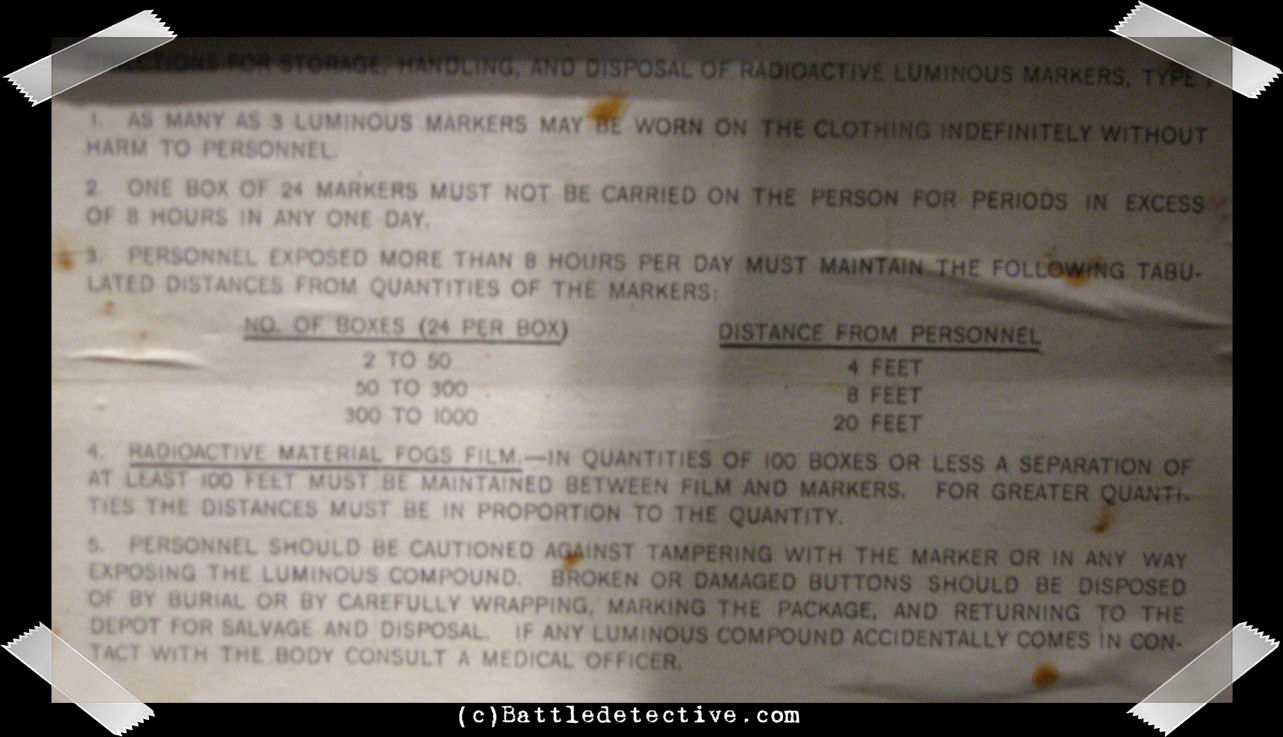 DIRECTIONS FOR STORAGE, HANDLING, AND DISPOSAL OF RADIOACTIVE LUMINOUS MARKERS, TYPE
1. AS MANY AS 3 LUMINOUS MARKERS MAY BE WORN ON THE CLOTHING INDEFINITELY WITHOUT
HARM TO PERSONNEL.
2. ONE BOX OF 24 MARKERS MUST NOT BE CARRIED ON THE PERSON FOR PERIODS IN EXCESS
OF 8 HOURS IN ANY ONE DAY.
3. PERSONNEL EXPOSED MORE THAN 8 HOURS PER DAY MUST MAINTAIN THE FOLLOWING TABU-
LATED DISTANCES FROM QUANTITIES OF THE MARKERS:
NO. OF BOXES (24 PER BOX) DISTANCE FROM PERSONNEL
2 TO 50 4 FEET
50 TO 300 8 FEET
300 TO 1000 20 FEET
4. RADIOACTIVE MATERIAL FOGS FILM.—IN QUANTITIES OF 100 BOXES OR LESS A SEPARATION OF
AT LEAST 100 FEET MUST BE MAINTAINED BETWEEN FILM AND MARKERS. FOR GREATER QUANTI-
TIES THE DISTANCES MUST BE IN PROPORTION TO THE QUANTITY.
5. PERSONNEL SHOULD BE CAUTIONED AGAINST TAMPERING WITH THE MARKER OR IN ANY WAY
EXPOSING THE LUMINOUS COMPOUND. BROKEN OR DAMAGED BUTTONS SHOULD BE DISPOSED
OF BY BURIAL OR BY CAREFULLY WRAPPING, MARKING THE PACKAGE, AND RETURNING TO THE
DEPOT FOR SALVAGE AND DISPOSAL. IF ANY LUMINOUS COMPOUND ACCIDENTALLY COMES IN CON-
TACT WITH THE BODY CONSULT A MEDICAL OFFICER.
(c)Battledetective.com